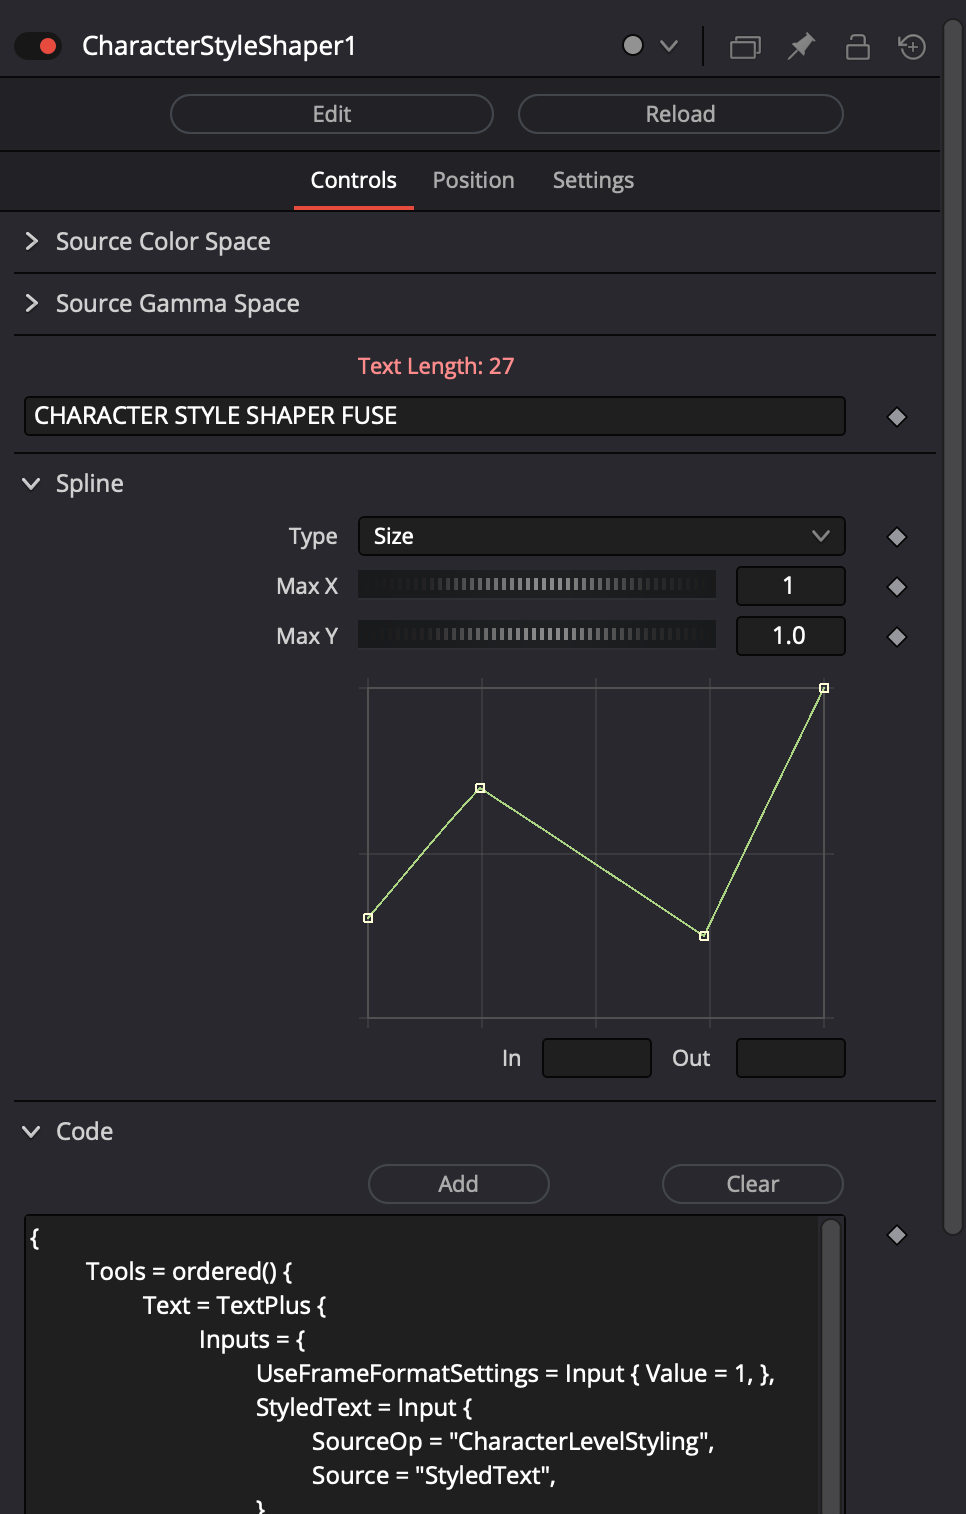 CharacterStyleShaper1
Edit Reload
Controls Position Settings
Source Color Space
Source Gamma Space
Text Length: 27
CHARACTER STYLE SHAPER FUSE
Spline
Type Size
Max X 1
Max Y 1.0
In Out
Code
Add Clear
{
Tools = ordered() {
Text = TextPlus {
Inputs = {
UseFrameFormatSettings = Input { Value = 1, },
StyledText = Input {
SourceOp = "CharacterLevelStyling",
Source = "StyledText",
}